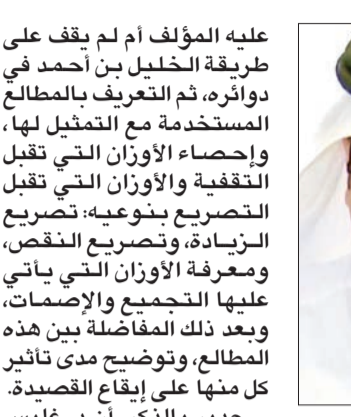 عليه المؤلف أم لم يقف على
طريقة الخليل بن أحمد في
دوائره، ثم التعريف بالمطالع
المستخدمة مع التمثيل لها،
وإحصاء الأوزان التي تقبل
التقفية والأوزان التي تقبل
التصريع بنوعيه: تصريع
الزيادة، وتصريع النقص،
ومعرفة الأوزان التي يأتي
عليها التجميع والإصمات،
وبعد ذلك المفاضلة بين هذه
المطالع، وتوضيح مدى تأثير
كل منها على إيقاع القصيدة.